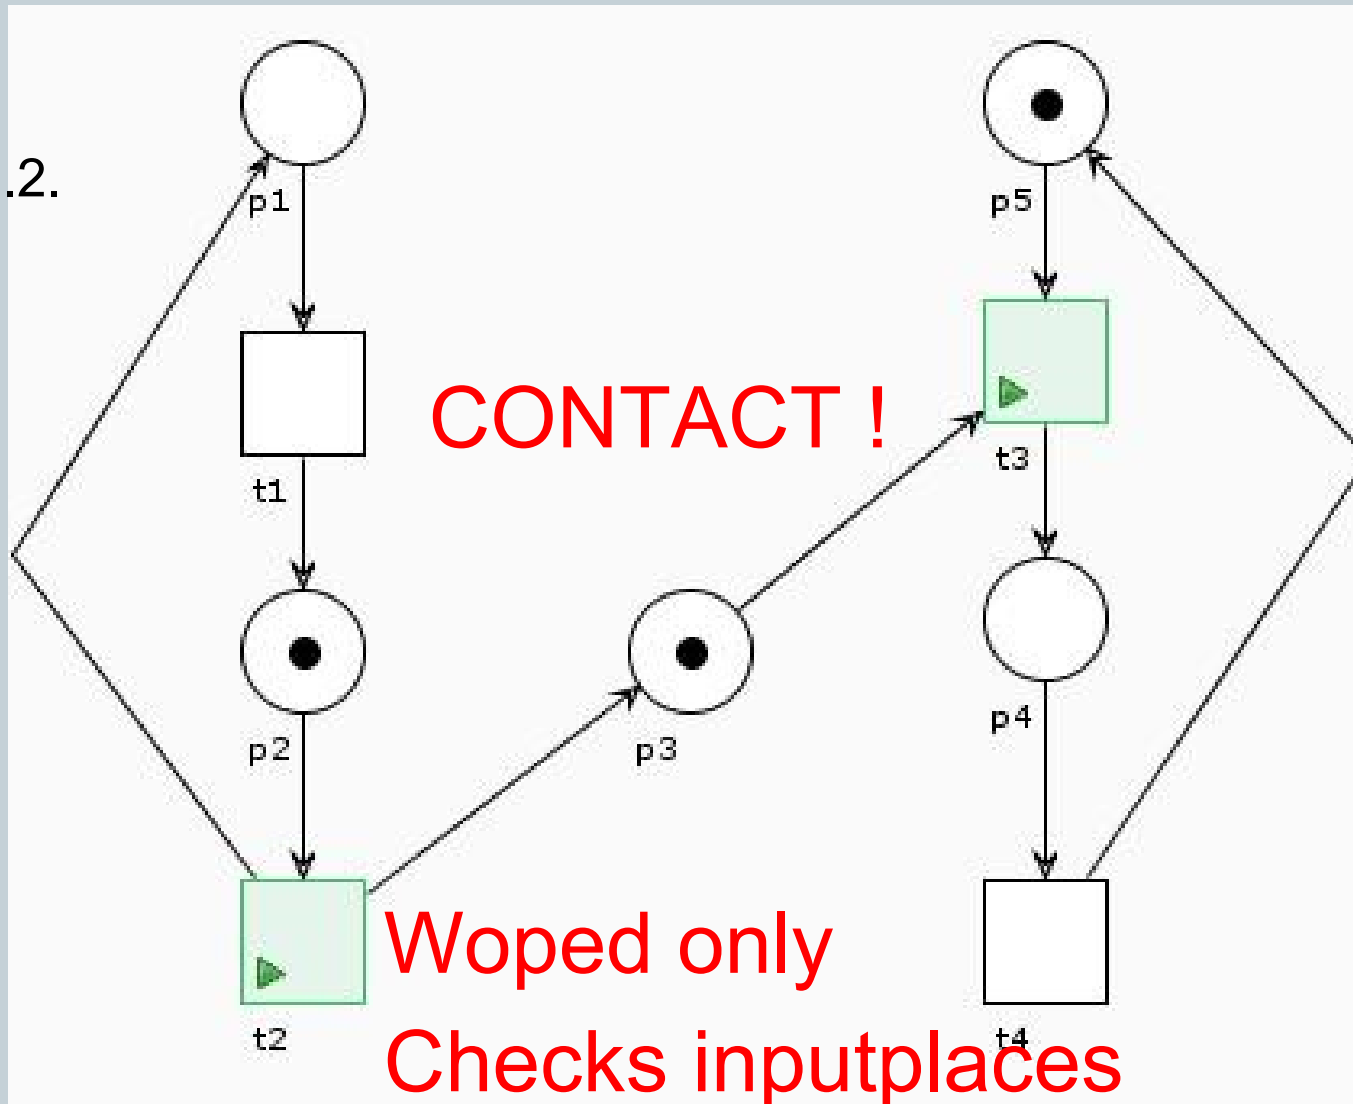 .2.
p1
p5
CONTACT !
t3
t1
p4
p2
p3
Woped only
t2
t4
Checks inputplaces